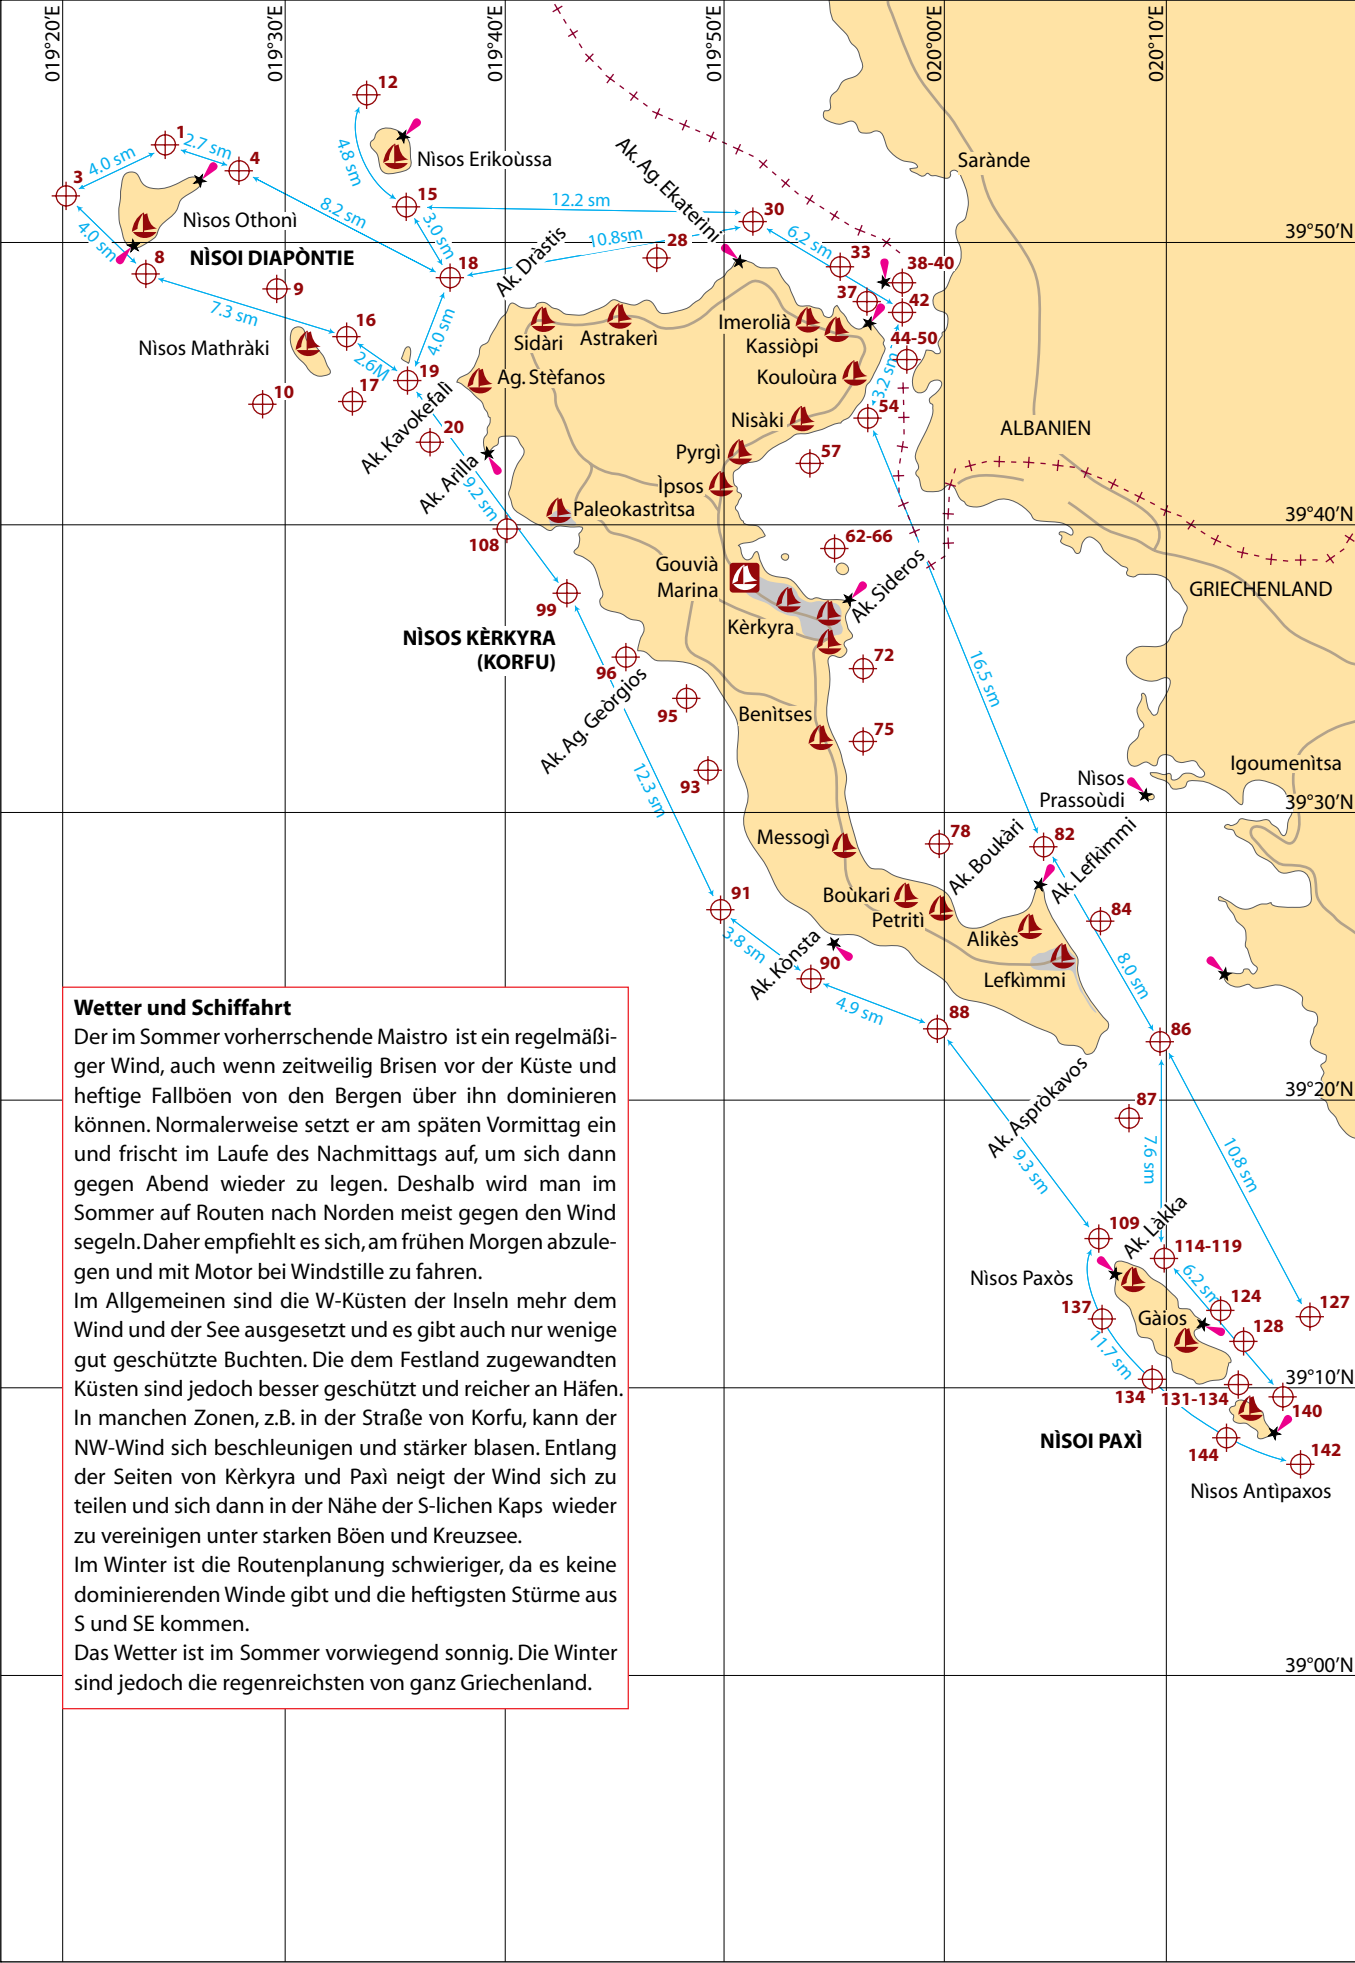 019°20'E
019°30'E
019°40'E
019°50'E
020°00'E
020°10'E
12
1
2.7 sm
4.0 sm
4
3
4.8 sm
Nìsos Erikoùssa
Ak. Ag. Ekaterìni
Sarànde
15
12.2 sm
30
8.2 sm
3.0 sm
Nìsos Othonì
4.0 sm
10.8sm
28
6.2 sm
39°50'N
NÌSOI DIAPÒNTIE
8
18
Ak. Dràstis
33
38-40
9
37
42
7.3 sm
16
4.0 sm
Imerolià
Kassiòpi
Sidàri
Astrakerì
44-50
Nìsos Mathràki
2.6M
19
Ag. Stèfanos
Kouloùra
3.2 sm
10
17
Ak. Kavokefalì
54
20
Nisàki
ALBANIEN
Ak. Arilla
Pyrgì
57
9.2 sm
Ìpsos
Paleokastrìtsa
39°40'N
108
62-66
Gouvià
Marina
Ak. Sìderos
GRIECHENLAND
99
Kèrkyra
NÌSOS KÈRKYRA
(KORFU)
96
72
16.5 sm
Ak. Ag. Geòrgios
95
Benìtses
75
12.3 sm
93
Igoumenìtsa
Nìsos
Prassoùdi
39°30'N
Messogì
78
Ak. Boukàri
82
Ak. Lefkìmmi
Boùkari
Petritì
91
84
Alikès
3.8 sm
Ak. Kònsta
90
Lefkìmmi
8.0 sm
4.9 sm
88
86
Wetter und Schiffahrt
Der im Sommer vorherrschende Maistro ist ein regelmäßi-
ger Wind, auch wenn zeitweilig Brisen vor der Küste und
heftige Fallböen von den Bergen über ihn dominieren
können. Normalerweise setzt er am späten Vormittag ein
und frischt im Laufe des Nachmittags auf, um sich dann
gegen Abend wieder zu legen. Deshalb wird man im
Sommer auf Routen nach Norden meist gegen den Wind
segeln. Daher empfiehlt es sich, am frühen Morgen abzule-
gen und mit Motor bei Windstille zu fahren.
Im Allgemeinen sind die W-Küsten der Inseln mehr dem
Wind und der See ausgesetzt und es gibt auch nur wenige
gut geschützte Buchten. Die dem Festland zugewandten
Küsten sind jedoch besser geschützt und reicher an Häfen.
In manchen Zonen, z.B. in der Straße von Korfu, kann der
NW-Wind sich beschleunigen und stärker blasen. Entlang
der Seiten von Kèrkyra und Paxì neigt der Wind sich zu
teilen und sich dann in der Nähe der S-lichen Kaps wieder
zu vereinigen unter starken Böen und Kreuzsee.
Im Winter ist die Routenplanung schwieriger, da es keine
dominierenden Winde gibt und die heftigsten Stürme aus
S und SE kommen.
Das Wetter ist im Sommer vorwiegend sonnig. Die Winter
sind jedoch die regenreichsten von ganz Griechenland.
39°20'N
Ak. Aspròkavos
87
9.3 sm
7.6 sm
10.8 sm
109
Ak. Làkka
114-119
Nìsos Paxòs
6.2 sm
137
Gàios
124
127
128
11.7 sm
39°10'N
134
131-134
140
NÌSOI PAXÌ
144
142
Nìsos Antìpaxos
39°00'N